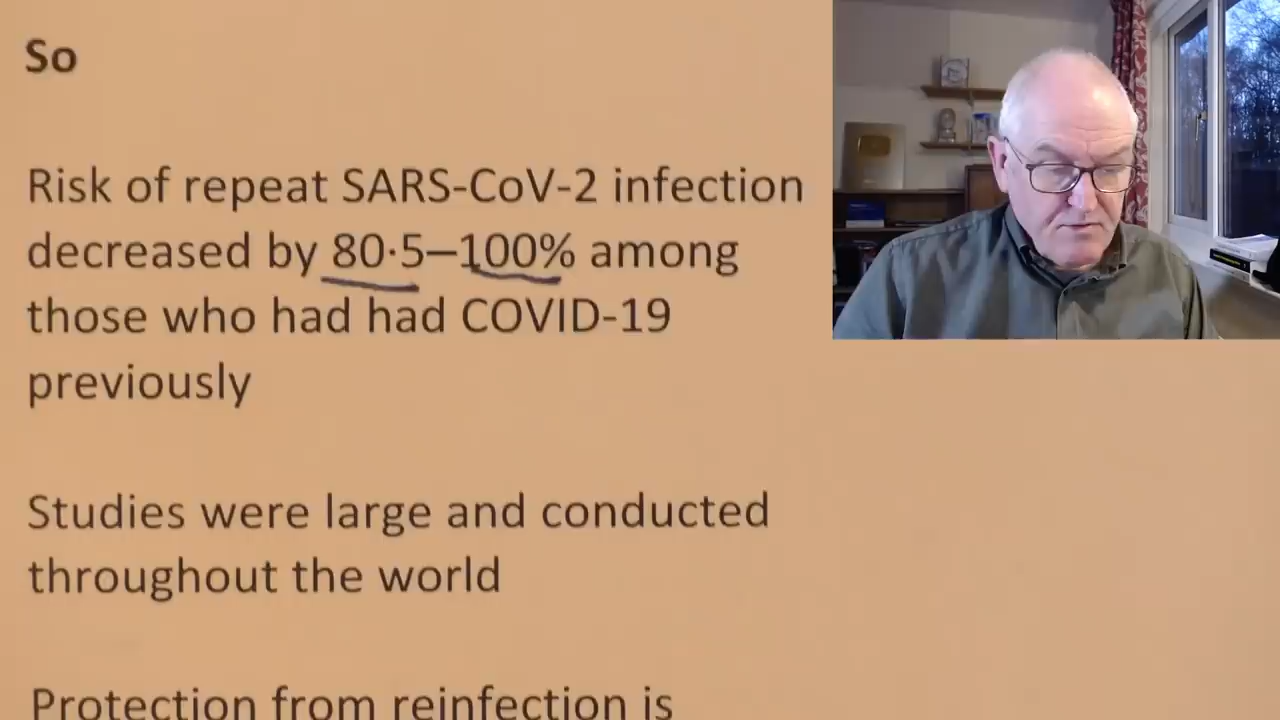 So
Risk of repeat SARS-CoV-2 infection
decreased by 80·5–100% among
those who had had COVID-19
previously
Studies were large and conducted
throughout the world
Protection from reinfection is